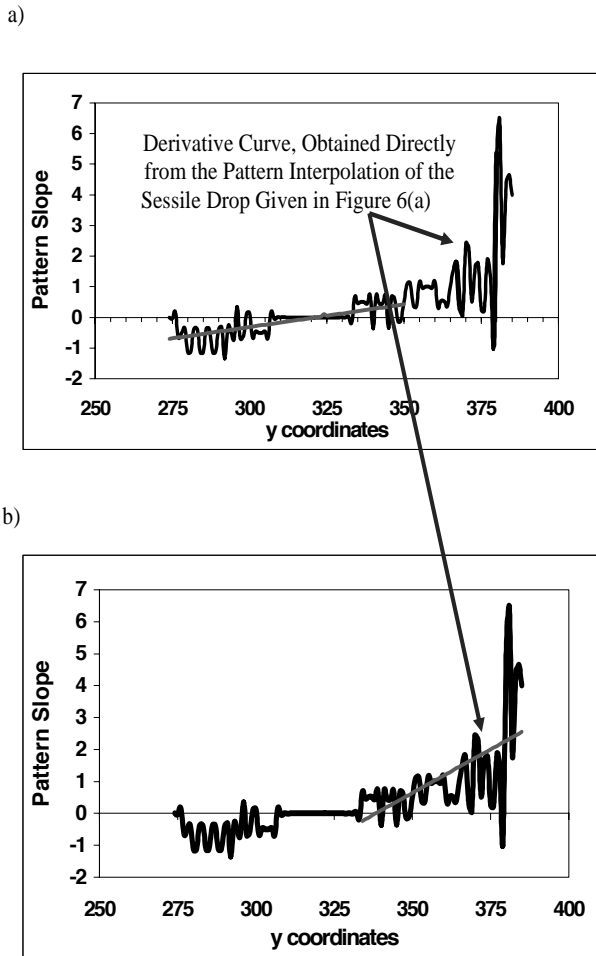 a)
7
6
5
4
3
2
1
0
-1
-2
Pattern Slope
Derivative Curve, Obtained Directly
from the Pattern Interpolation of the
Sessile Drop Given in Figure 6(a)
250 275 300 325 350 375 400
y coordinates
b)
7
6
5
4
3
2
1
0
-1
-2
Pattern Slope
250 275 300 325 350 375 400
y coordinates